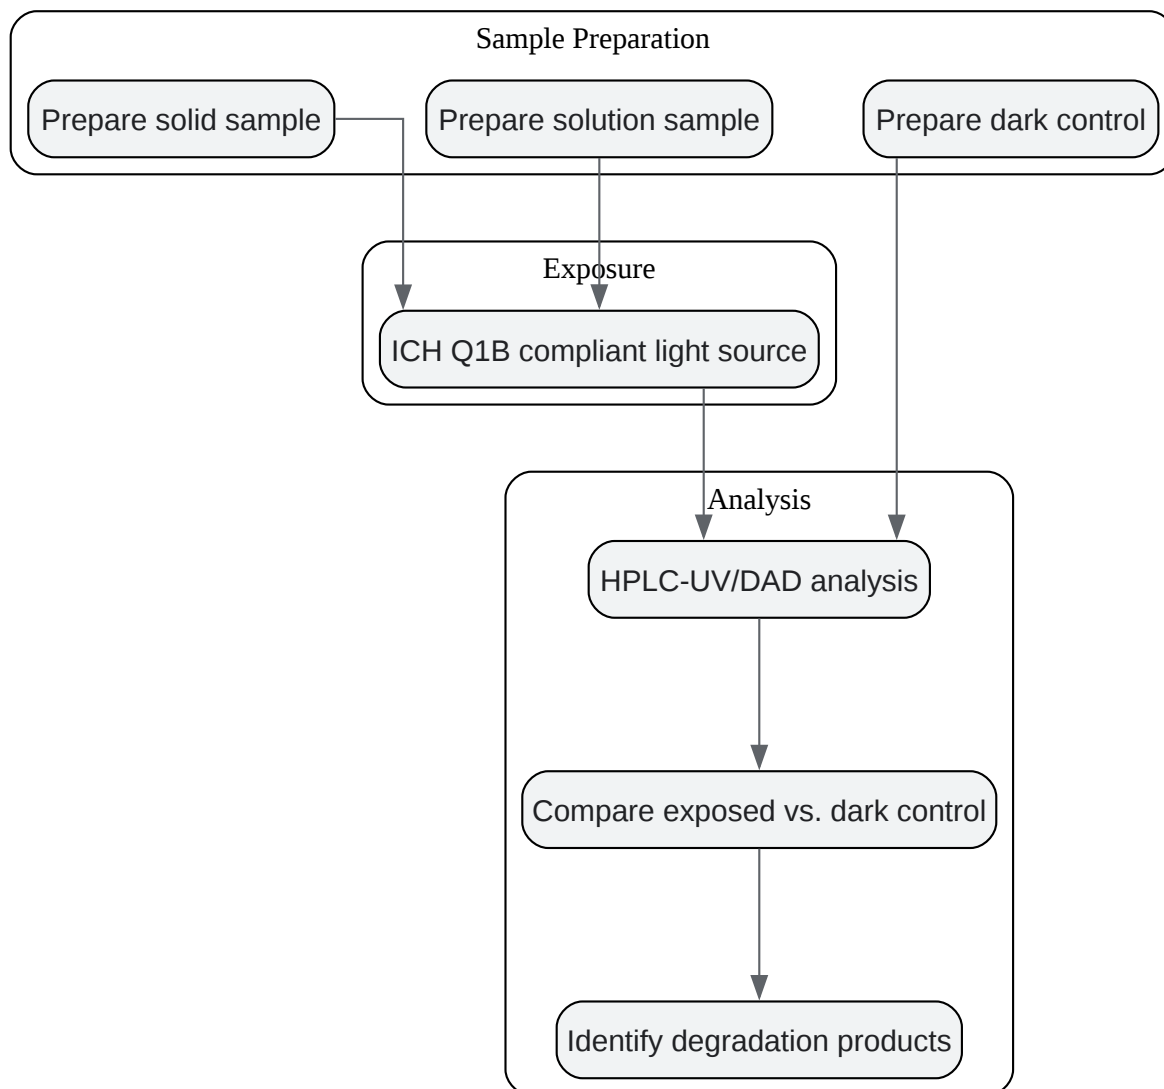 Sample Preparation
Prepare solid sample
Prepare solution sample
Prepare dark control
Exposure
ICH Q1B compliant light source
Analysis
HPLC-UV/DAD analysis
Compare exposed vs. dark control
Identify degradation products